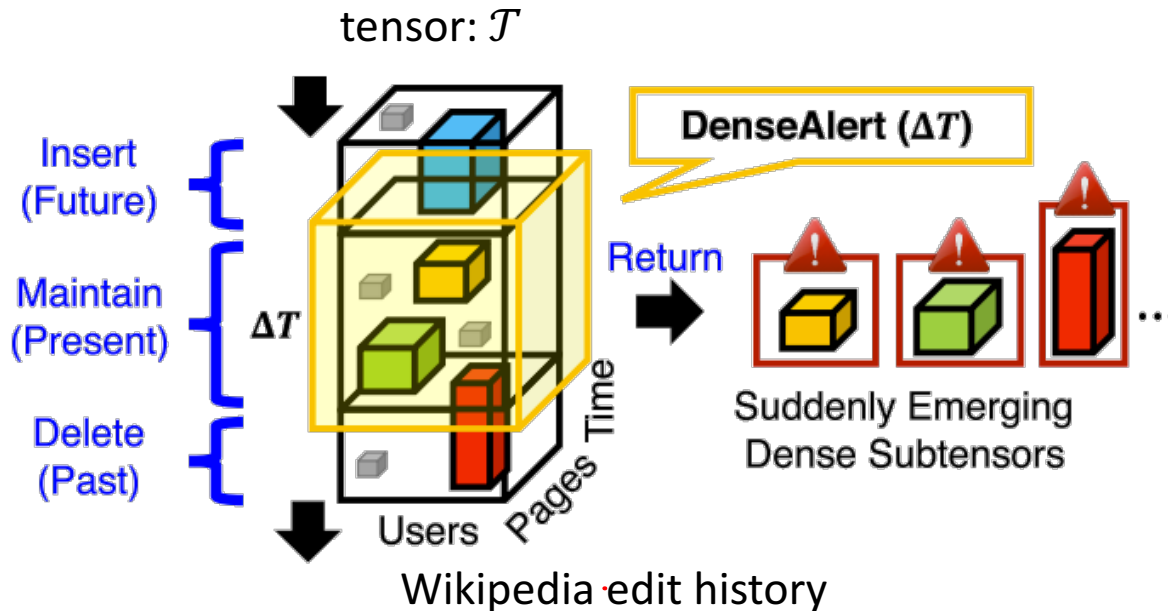 tensor: 𝒯
Insert
(Future)
Maintain
(Present)
Delete
(Past)
ΔT
DenseAlert (ΔT)
Return
! ! !
...
Suddenly Emerging
Dense Subtensors
Time
Pages
Users
Wikipedia edit history